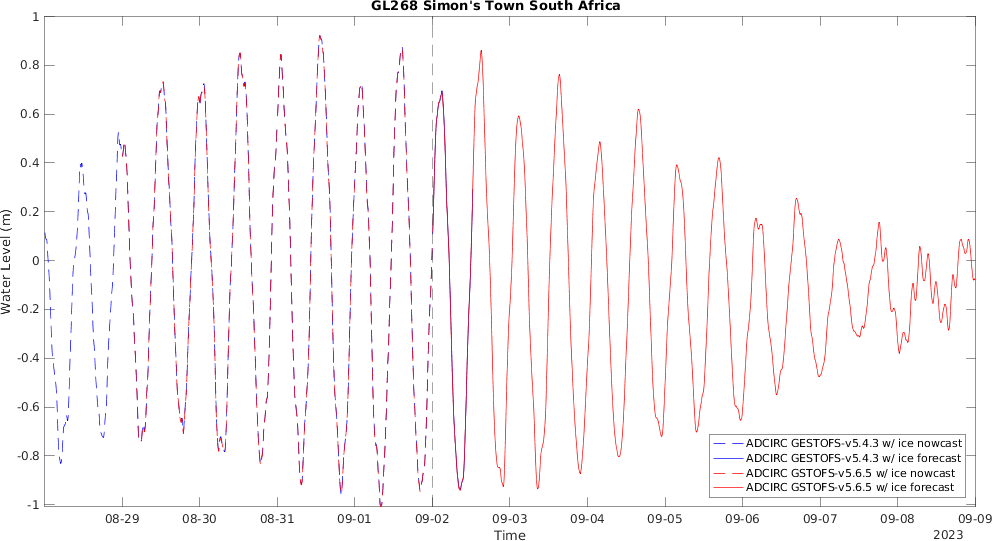 GL268 Simon's Town South Africa
Water Level (m)
1
0.8
0.6
0.4
0.2
0
-0.2
-0.4
-0.6
-0.8
-1
ADCIRC GESTOFS-v5.4.3 w/ ice nowcast
ADCIRC GESTOFS-v5.4.3 w/ ice forecast
ADCIRC GSTOFS-v5.6.5 w/ ice nowcast
ADCIRC GSTOFS-v5.6.5 w/ ice forecast
08-29 08-30 08-31 09-01 09-02 09-03 09-04 09-05 09-06 09-07 09-08 09-09
Time
2023